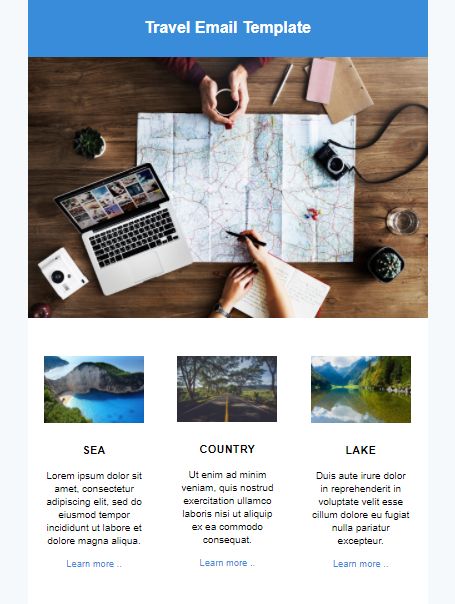 Travel Email Template
SEA
Lorem ipsum dolor sit
amet, consectetur
adipiscing elit, sed do
eiusmod tempor
incididunt ut labore et
dolore magna aliqua.
Learn more ..
COUNTRY
Ut enim ad minim
veniam, quis nostrud
exercitation ullamco
laboris nisi ut aliquip
ex ea commodo
consequat.
Learn more ..
LAKE
Duis aute irure dolor
in reprehenderit in
voluptate velit esse
cillum dolore eu fugiat
nulla pariatur
excepteur.
Learn more ..